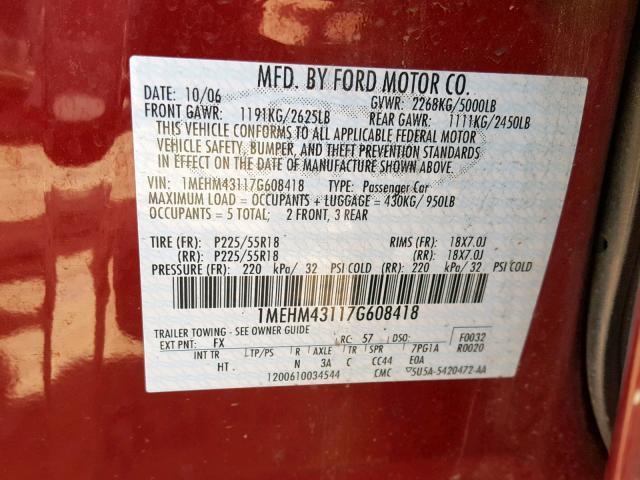 MFD. BY FORD MOTOR CO.
DATE: 10/06 GVWR: 2268KG/5000LB
FRONT GAWR: 1191KG/2625LB REAR GAWR: 1111KG/2450LB
THIS VEHICLE CONFORMS TO ALL APPLICABLE FEDERAL MOTOR
VEHICLE SAFETY, BUMPER, AND THEFT PREVENTION STANDARDS
IN EFFECT ON THE DATE OF MANUFACTURE SHOWN ABOVE.
VIN: 1MEHM43117G608418 TYPE: Passenger Car
MAXIMUM LOAD = OCCUPANTS + LUGGAGE = 430KG/ 950LB
OCCUPANTS = 5 TOTAL; 2 FRONT, 3 REAR
TIRE (FR): P225/55R18 RIMS (FR): 18X7.0J
(RR): P225/55R18 (RR): 18X7.0J
PRESSURE (FR): 220 kPa/ 32 PSI COLD (RR): 220 kPa/ 32 PSI COLD
1MEHM43117G608418
TRAILER TOWING - SEE OWNER GUIDE F0032
EXT PNT: FX RC: 57 DSO: R0020
INT TR TP/PS R AXLE TR SPR 7PG1A
HT N 3A C CC44 E0A
1200610034544 CMC 5U5A-5420472-AA